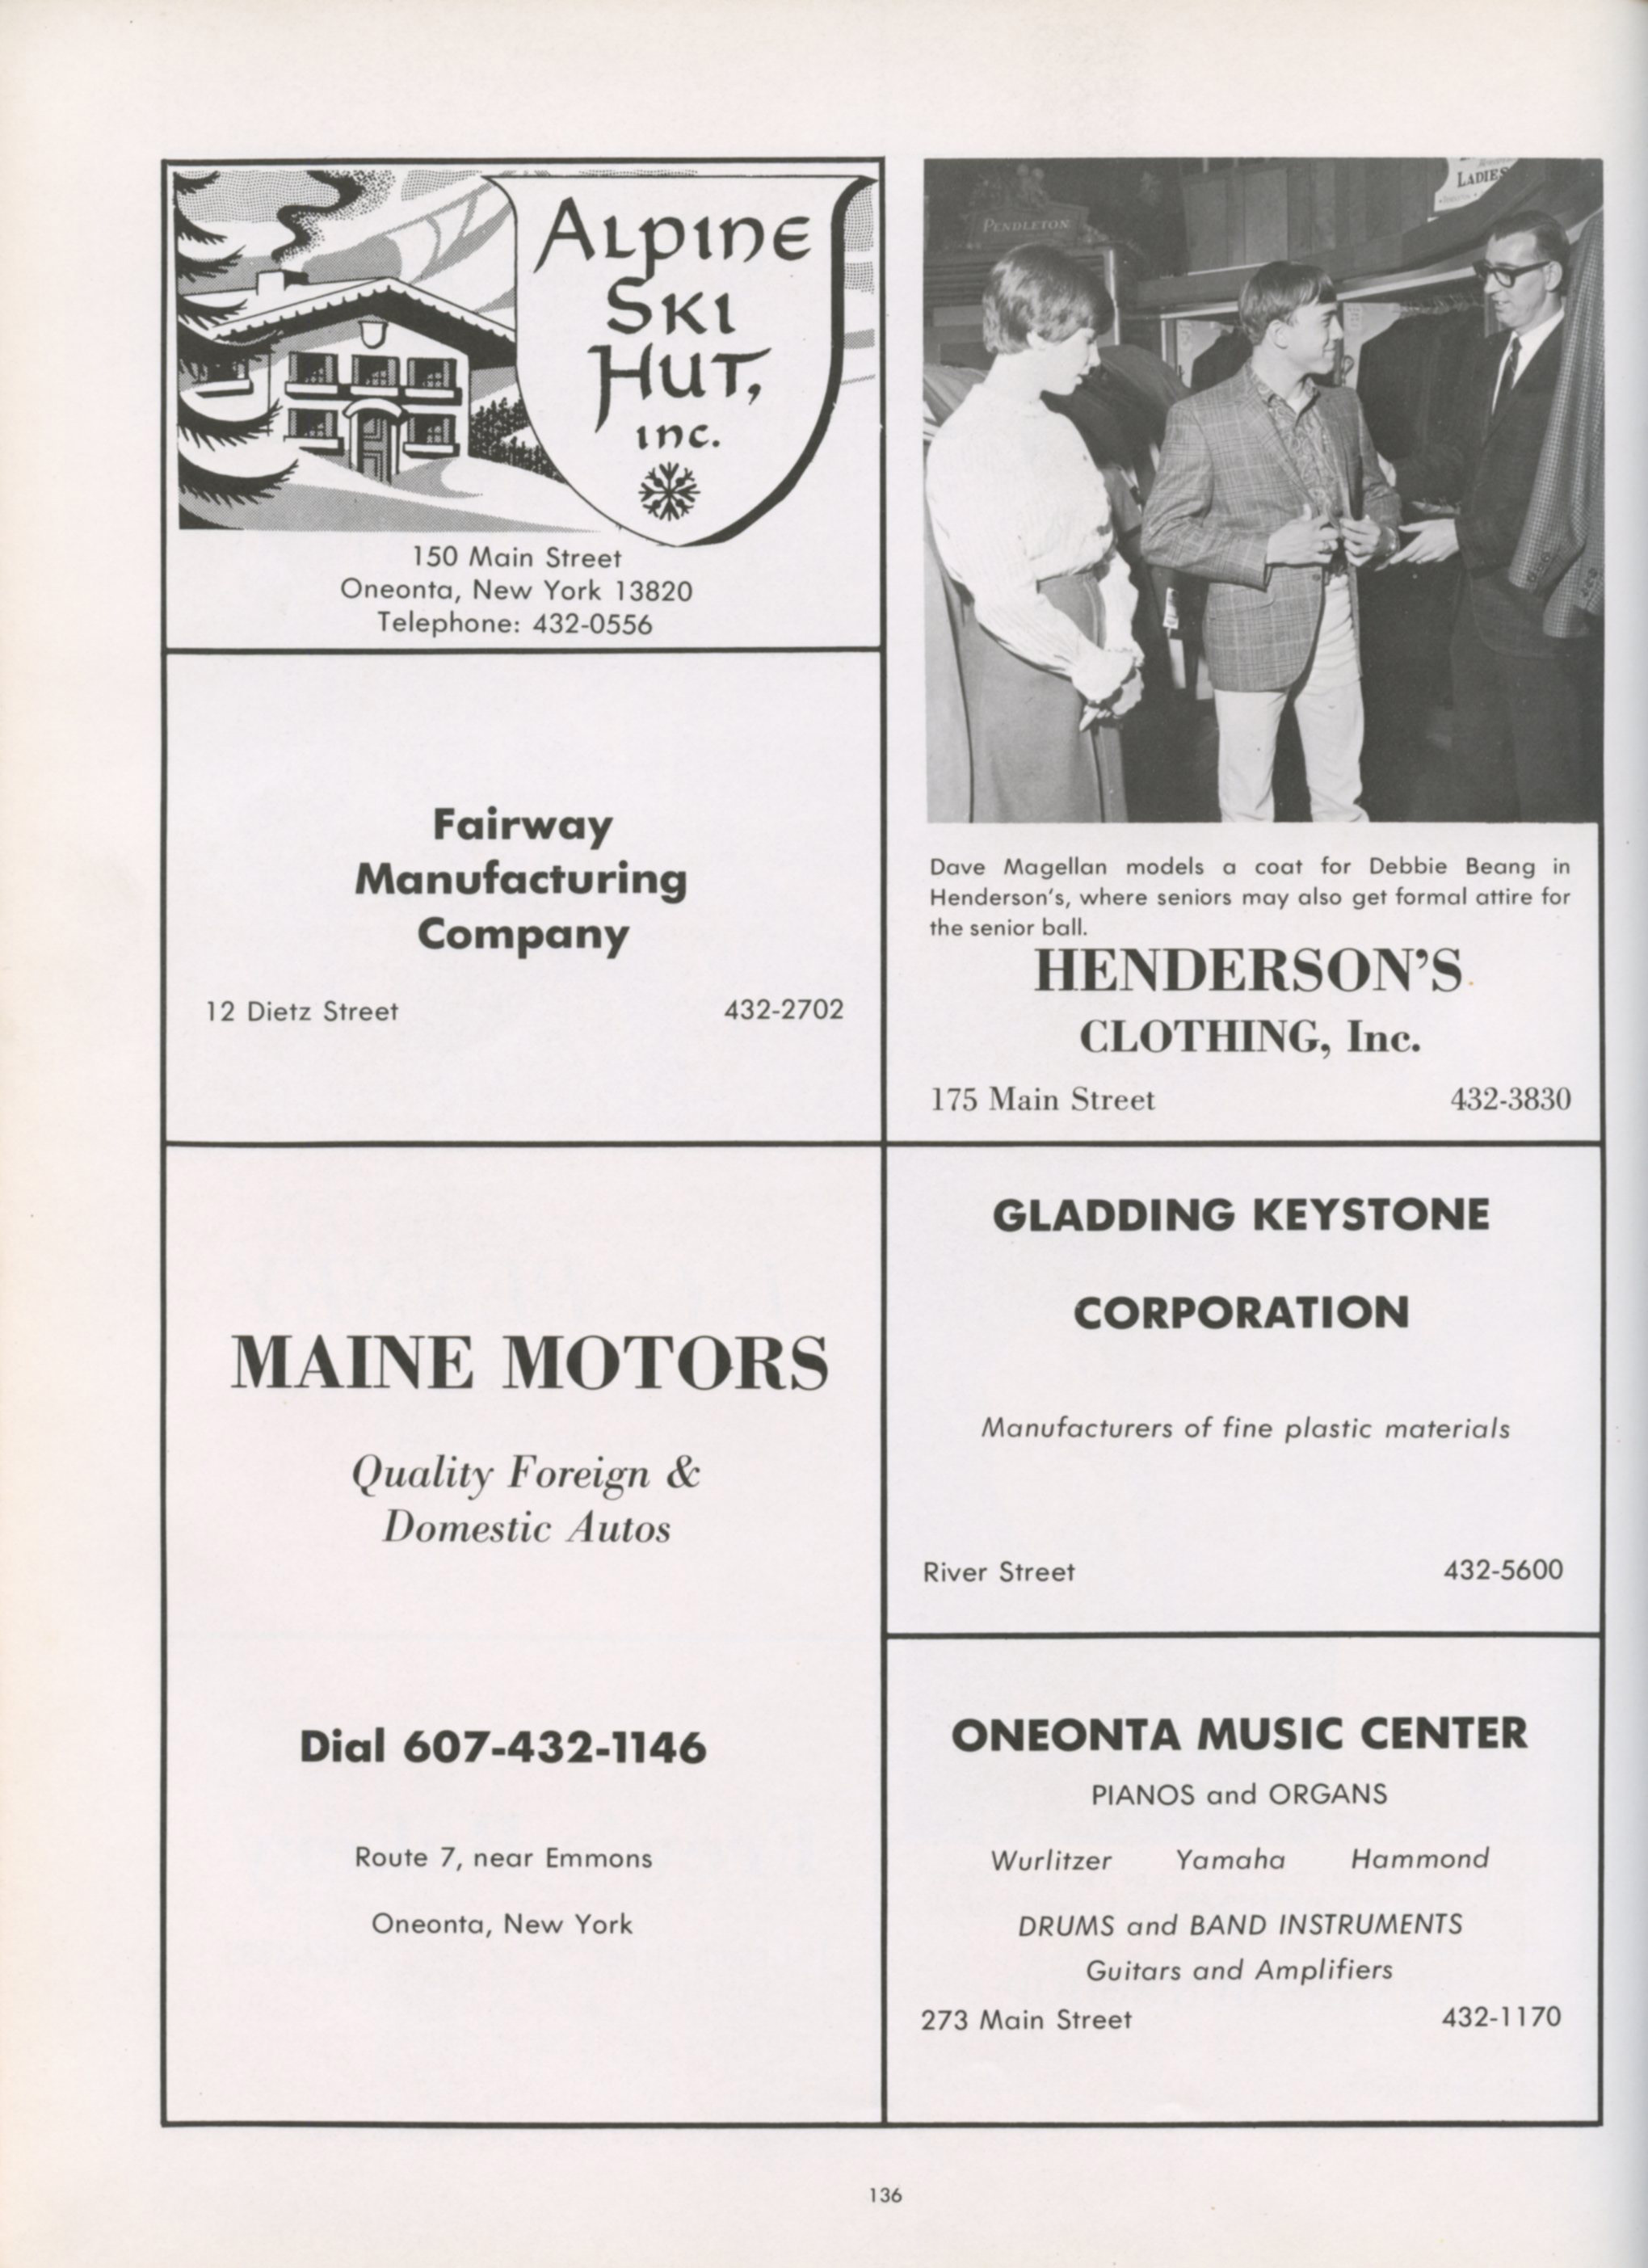 ALPINE
SKI
HUT,
INC.
150 Main Street
Oneonta, New York 13820
Telephone: 432-0556
Fairway
Manufacturing
Company
12 Dietz Street 432-2702
MAINE MOTORS
Quality Foreign &
Domestic Autos
Dial 607-432-1146
Route 7, near Emmons
Oneonta, New York
PENDLETON
LADIES
Dave Magellan models a coat for Debbie Beang in
Henderson's, where seniors may also get formal attire for
the senior ball.
HENDERSON'S
CLOTHING, Inc.
175 Main Street 432-3830
GLADDING KEYSTONE
CORPORATION
Manufacturers of fine plastic materials
River Street 432-5600
ONEONTA MUSIC CENTER
PIANOS and ORGANS
Wurlitzer Yamaha Hammond
DRUMS and BAND INSTRUMENTS
Guitars and Amplifiers
273 Main Street 432-1170
136